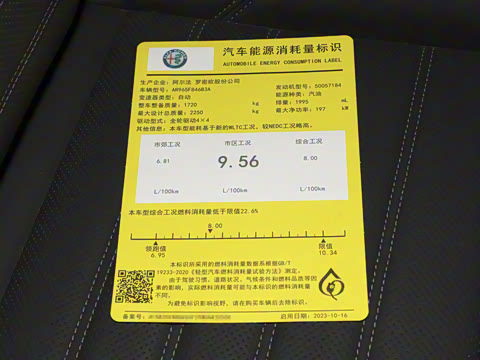 汽车能源消耗量标识
AUTOMOBILE ENERGY CONSUMPTION LABEL
生产企业：阿尔法 罗密欧股份公司
车辆型号：AR965FB46B3A 发动机型号：50057184
变速器类型：自动 能源种类：汽油
整车整备质量：1720 kg 排量：1995 mL
最大设计总质量：2250 kg 最大净功率：197 kW
驱动型式：全轮驱动4×4
其他信息：本车型能耗基于新的WLTC工况，较NEDC工况略高。
市郊工况 市区工况 综合工况
6.81 9.56 8.00
L/100km L/100km L/100km
本车型综合工况燃料消耗量低于限值22.6%
8.00
领跑值 限值
6.95 10.34
本标识所采用的燃料消耗量数据系根据GB/T
19233-2020《轻型汽车燃料消耗量试验方法》测定。
由于驾驶习惯、道路状况、气候条件和燃料品质等因
素的影响，实际燃料消耗量可能与本标识的燃料消耗量
不同。
为避免标识影响视野，请在购买车辆后去除标识。
备案号： 启用日期：2023-10-16